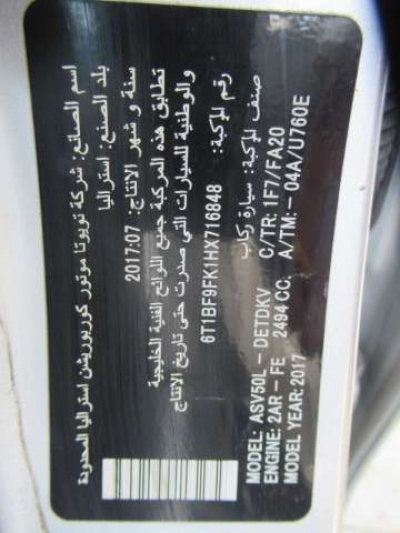 اسم الصانع: شركة تويوتا موتور كوربوريشن استراليا المحدودة
بلد الصنع: استراليا
سنة و شهر الانتاج: 2017:07
تطابق هذه المركبة جميع اللوائح الفنية الخليجية
والوطنية للسيارات التي صدرت حتى تاريخ الانتاج
رقم المركبة: 6T1BF9FK1HX716848
صنف المركبة: سيارة ركاب
MODEL: ASV50L - DETDKV C/TR: 1F7/FA20
ENGINE: 2AR - FE 2494 CC. A/TM: - 04A/U760E
MODEL YEAR: 2017